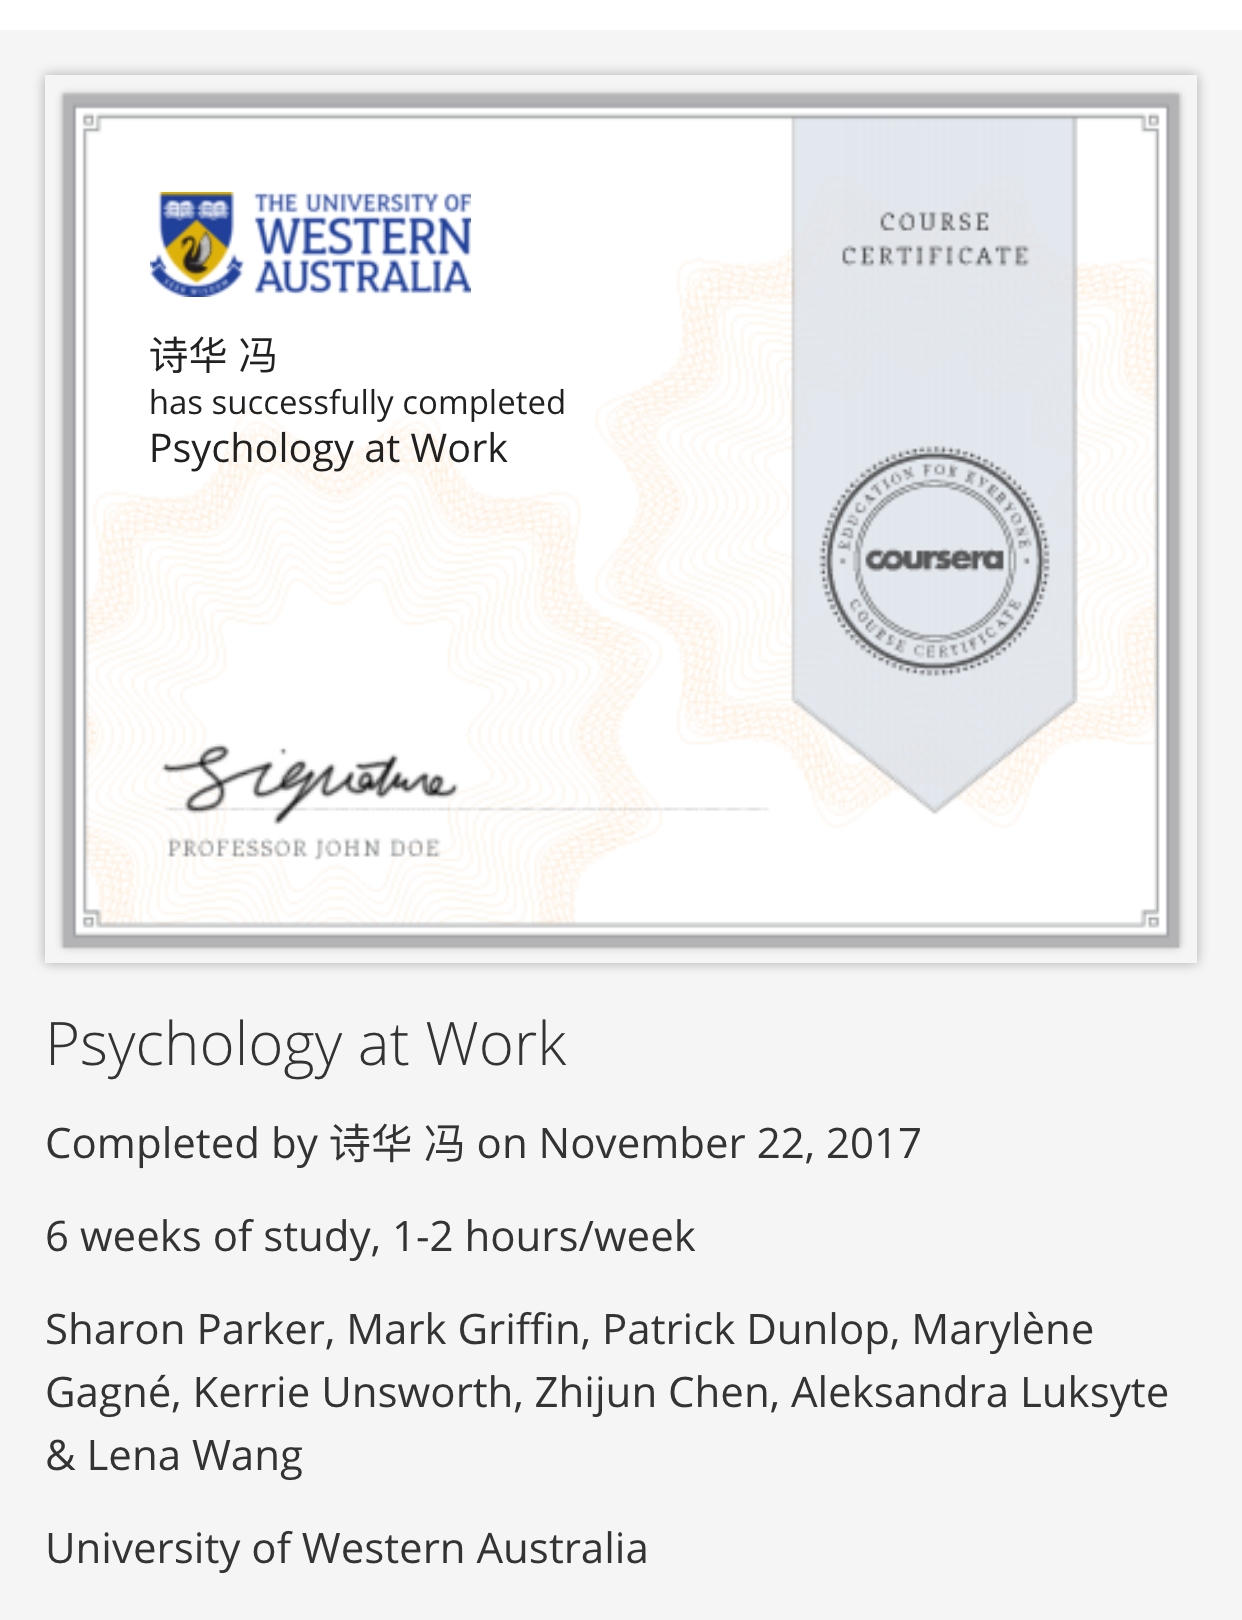 THE UNIVERSITY OF
WESTERN
AUSTRALIA
诗华 冯
has successfully completed
Psychology at Work
COURSE
CERTIFICATE
EDUCATION FOR EVERYONE
coursera
COURSE CERTIFICATE
Signature
PROFESSOR JOHN DOE
Psychology at Work
Completed by 诗华 冯 on November 22, 2017
6 weeks of study, 1-2 hours/week
Sharon Parker, Mark Griffin, Patrick Dunlop, Marylène
Gagné, Kerrie Unsworth, Zhijun Chen, Aleksandra Luksyte
& Lena Wang
University of Western Australia